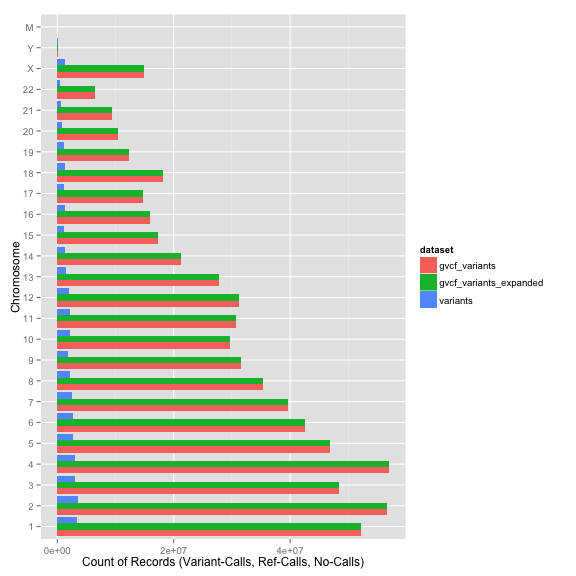 M
Y
X
22
21
20
19
18
17
16
15
14
13
12
11
10
9
8
7
6
5
4
3
2
1
Chromosome
0e+00 2e+07 4e+07
Count of Records (Variant-Calls, Ref-Calls, No-Calls)
dataset
gvcf_variants
gvcf_variants_expanded
variants